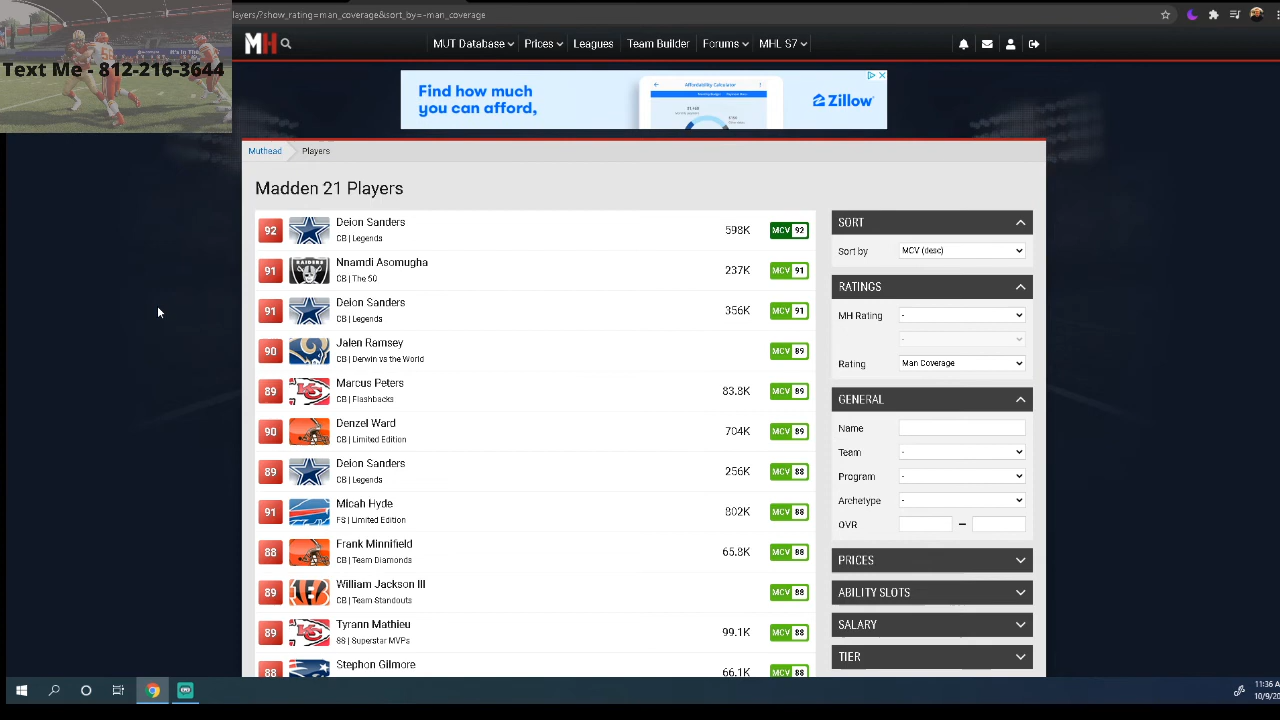 layers/?show_rating=man_coverage&sort_by=-man_coverage
Text Me - 812-216-3644
MH
MUT Database
Prices
Leagues
Team Builder
Forums
MHL S7
Find how much
you can afford,
Affordability Calculator
Zillow
Muthead
Players
Madden 21 Players
92 Deion Sanders 598K MCV 92
CB | Legends
91 Nnamdi Asomugha 237K MCV 91
CB | The 50
91 Deion Sanders 356K MCV 91
CB | Legends
90 Jalen Ramsey MCV 89
CB | Derwin vs the World
89 Marcus Peters 83.8K MCV 89
CB | Flashbacks
90 Denzel Ward 704K MCV 89
CB | Limited Edition
89 Deion Sanders 256K MCV 88
CB | Legends
91 Micah Hyde 802K MCV 88
FS | Limited Edition
88 Frank Minnifield 65.8K MCV 88
CB | Team Diamonds
89 William Jackson III MCV 88
CB | Team Standouts
89 Tyrann Mathieu 99.1K MCV 88
SS | Superstar MVPs
88 Stephon Gilmore 66.1K MCV 88
SORT
Sort by MCV (desc)
RATINGS
MH Rating -
-
Rating Man Coverage
GENERAL
Name
Team -
Program -
Archetype -
OVR –
PRICES
ABILITY SLOTS
SALARY
TIER
11:36 A
10/9/20